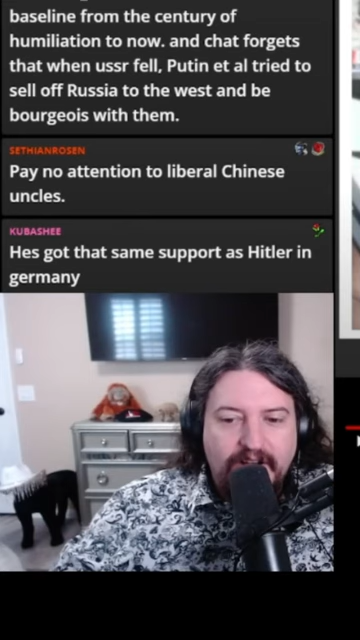 baseline from the century of
humiliation to now. and chat forgets
that when ussr fell, Putin et al tried to
sell off Russia to the west and be
bourgeois with them.
SETHIANROSEN
Pay no attention to liberal Chinese
uncles.
KUBASHEE
Hes got that same support as Hitler in
germany